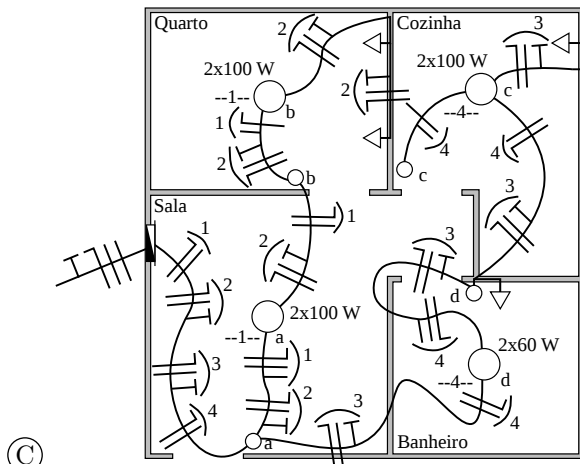 Quarto
Cozinha
2
3
2x100 W
2x100 W
--1--
b
c
2
--4--
1
4
4
2
b
c
Sala
3
1
1
3
2
2
d
2x100 W
--1--
a
2x60 W
4
1
3
--4--
d
2
3
4
4
a
Banheiro
C